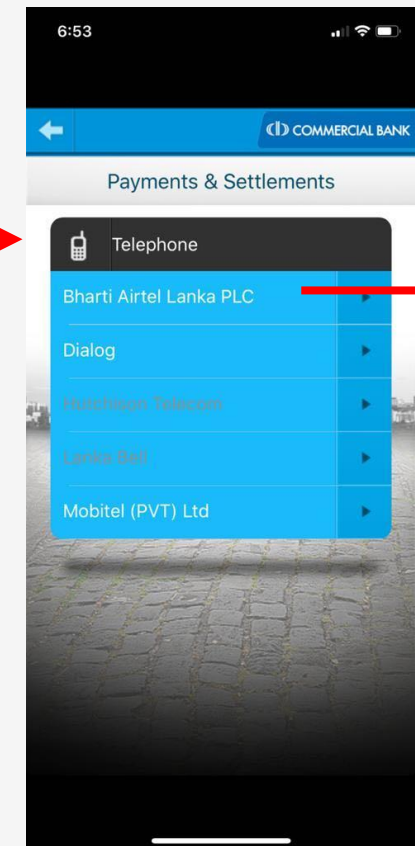 6:53
COMMERCIAL BANK
Payments & Settlements
Telephone
Bharti Airtel Lanka PLC
Dialog
Hutchison Telecom
Lanka Bell
Mobitel (PVT) Ltd